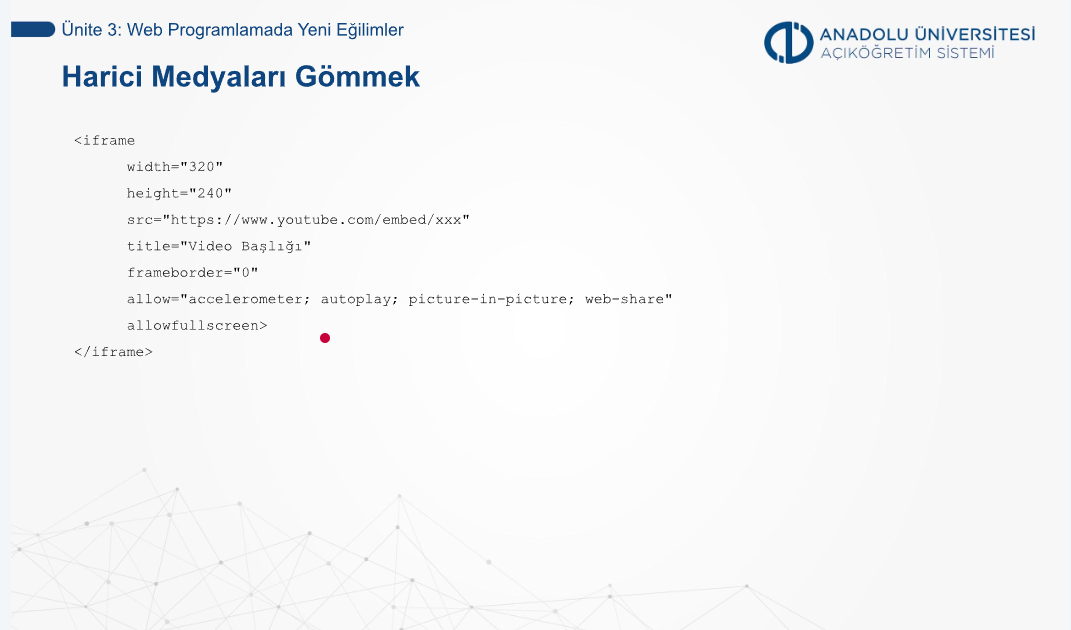 Ünite 3: Web Programlamada Yeni Eğilimler
ANADOLU ÜNİVERSİTESİ
AÇIKÖĞRETİM SİSTEMİ
Harici Medyaları Gömmek
<iframe
width="320"
height="240"
src="https://www.youtube.com/embed/xxx"
title="Video Başlığı"
frameborder="0"
allow="accelerometer; autoplay; picture-in-picture; web-share"
allowfullscreen>
</iframe>